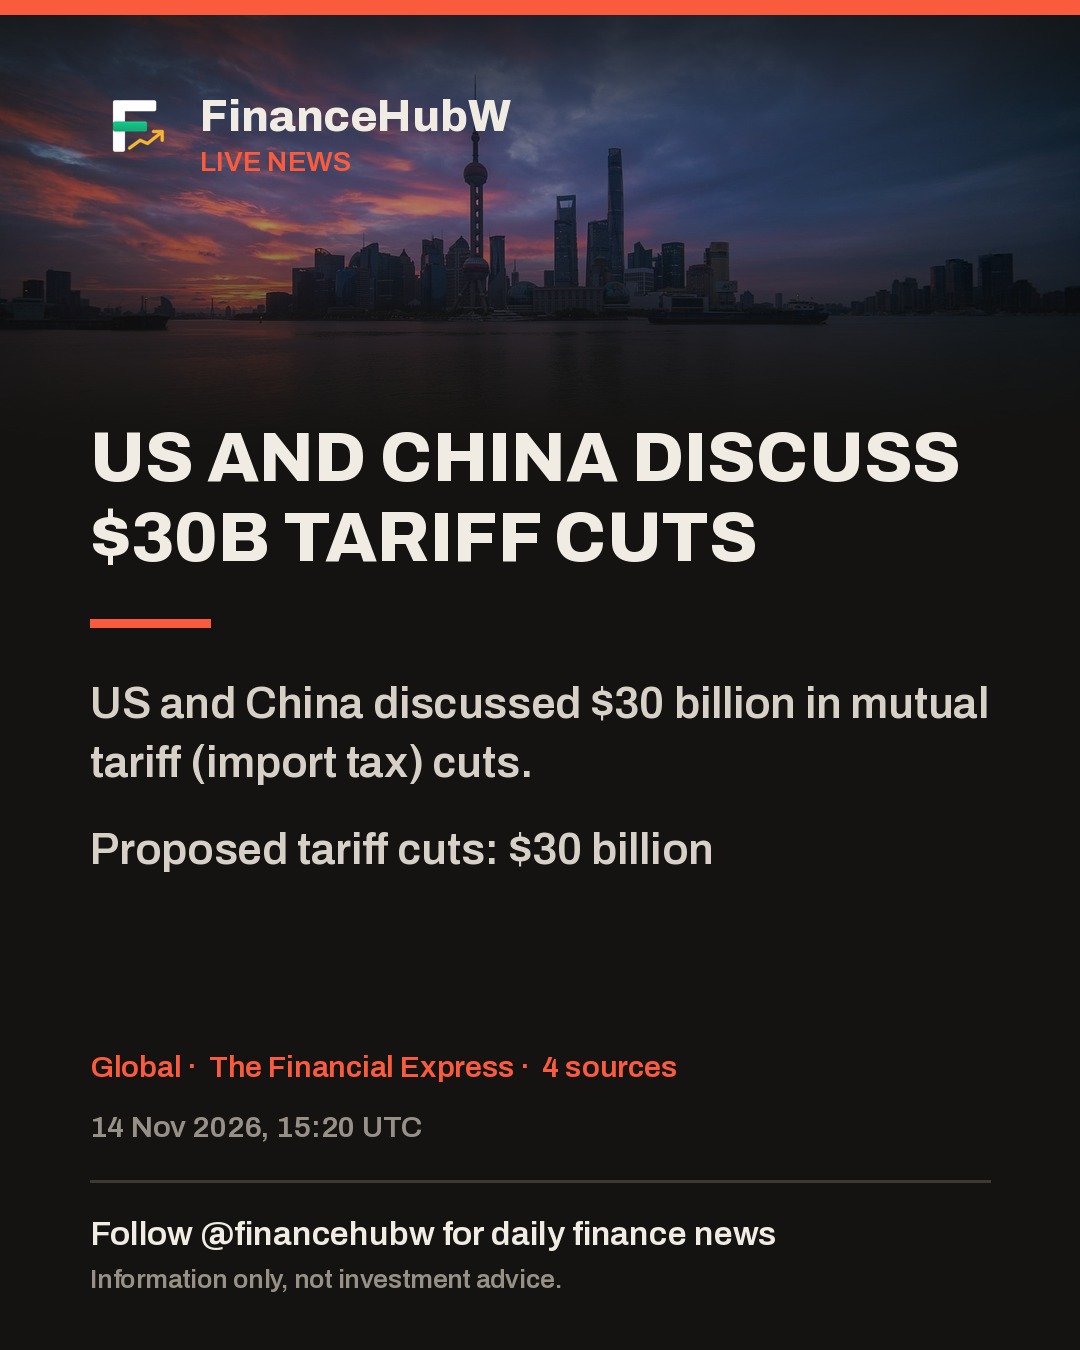 FinanceHubW
LIVE NEWS
US AND CHINA DISCUSS
$30B TARIFF CUTS
US and China discussed $30 billion in mutual
tariff (import tax) cuts.
Proposed tariff cuts: $30 billion
Global · The Financial Express · 4 sources
14 Nov 2026, 15:20 UTC
Follow @financehubw for daily finance news
Information only, not investment advice.